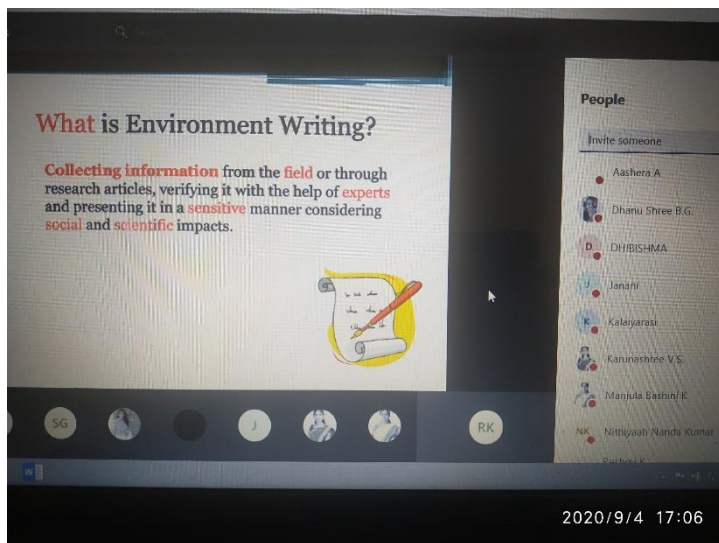 What is Environment Writing?
Collecting information from the field or through
research articles, verifying it with the help of experts
and presenting it in a sensitive manner considering
social and scientific impacts.
People
Invite someone
Aashera A
Dhanu Shree B.G.
D DHIBISHMA
J Janani
K Kalaiyarasi
Karunashree V.S.
Manjula Bashini K
NK Nithiyaah Nanda Kumar
SG
J
RK
W
2020/9/4 17:06